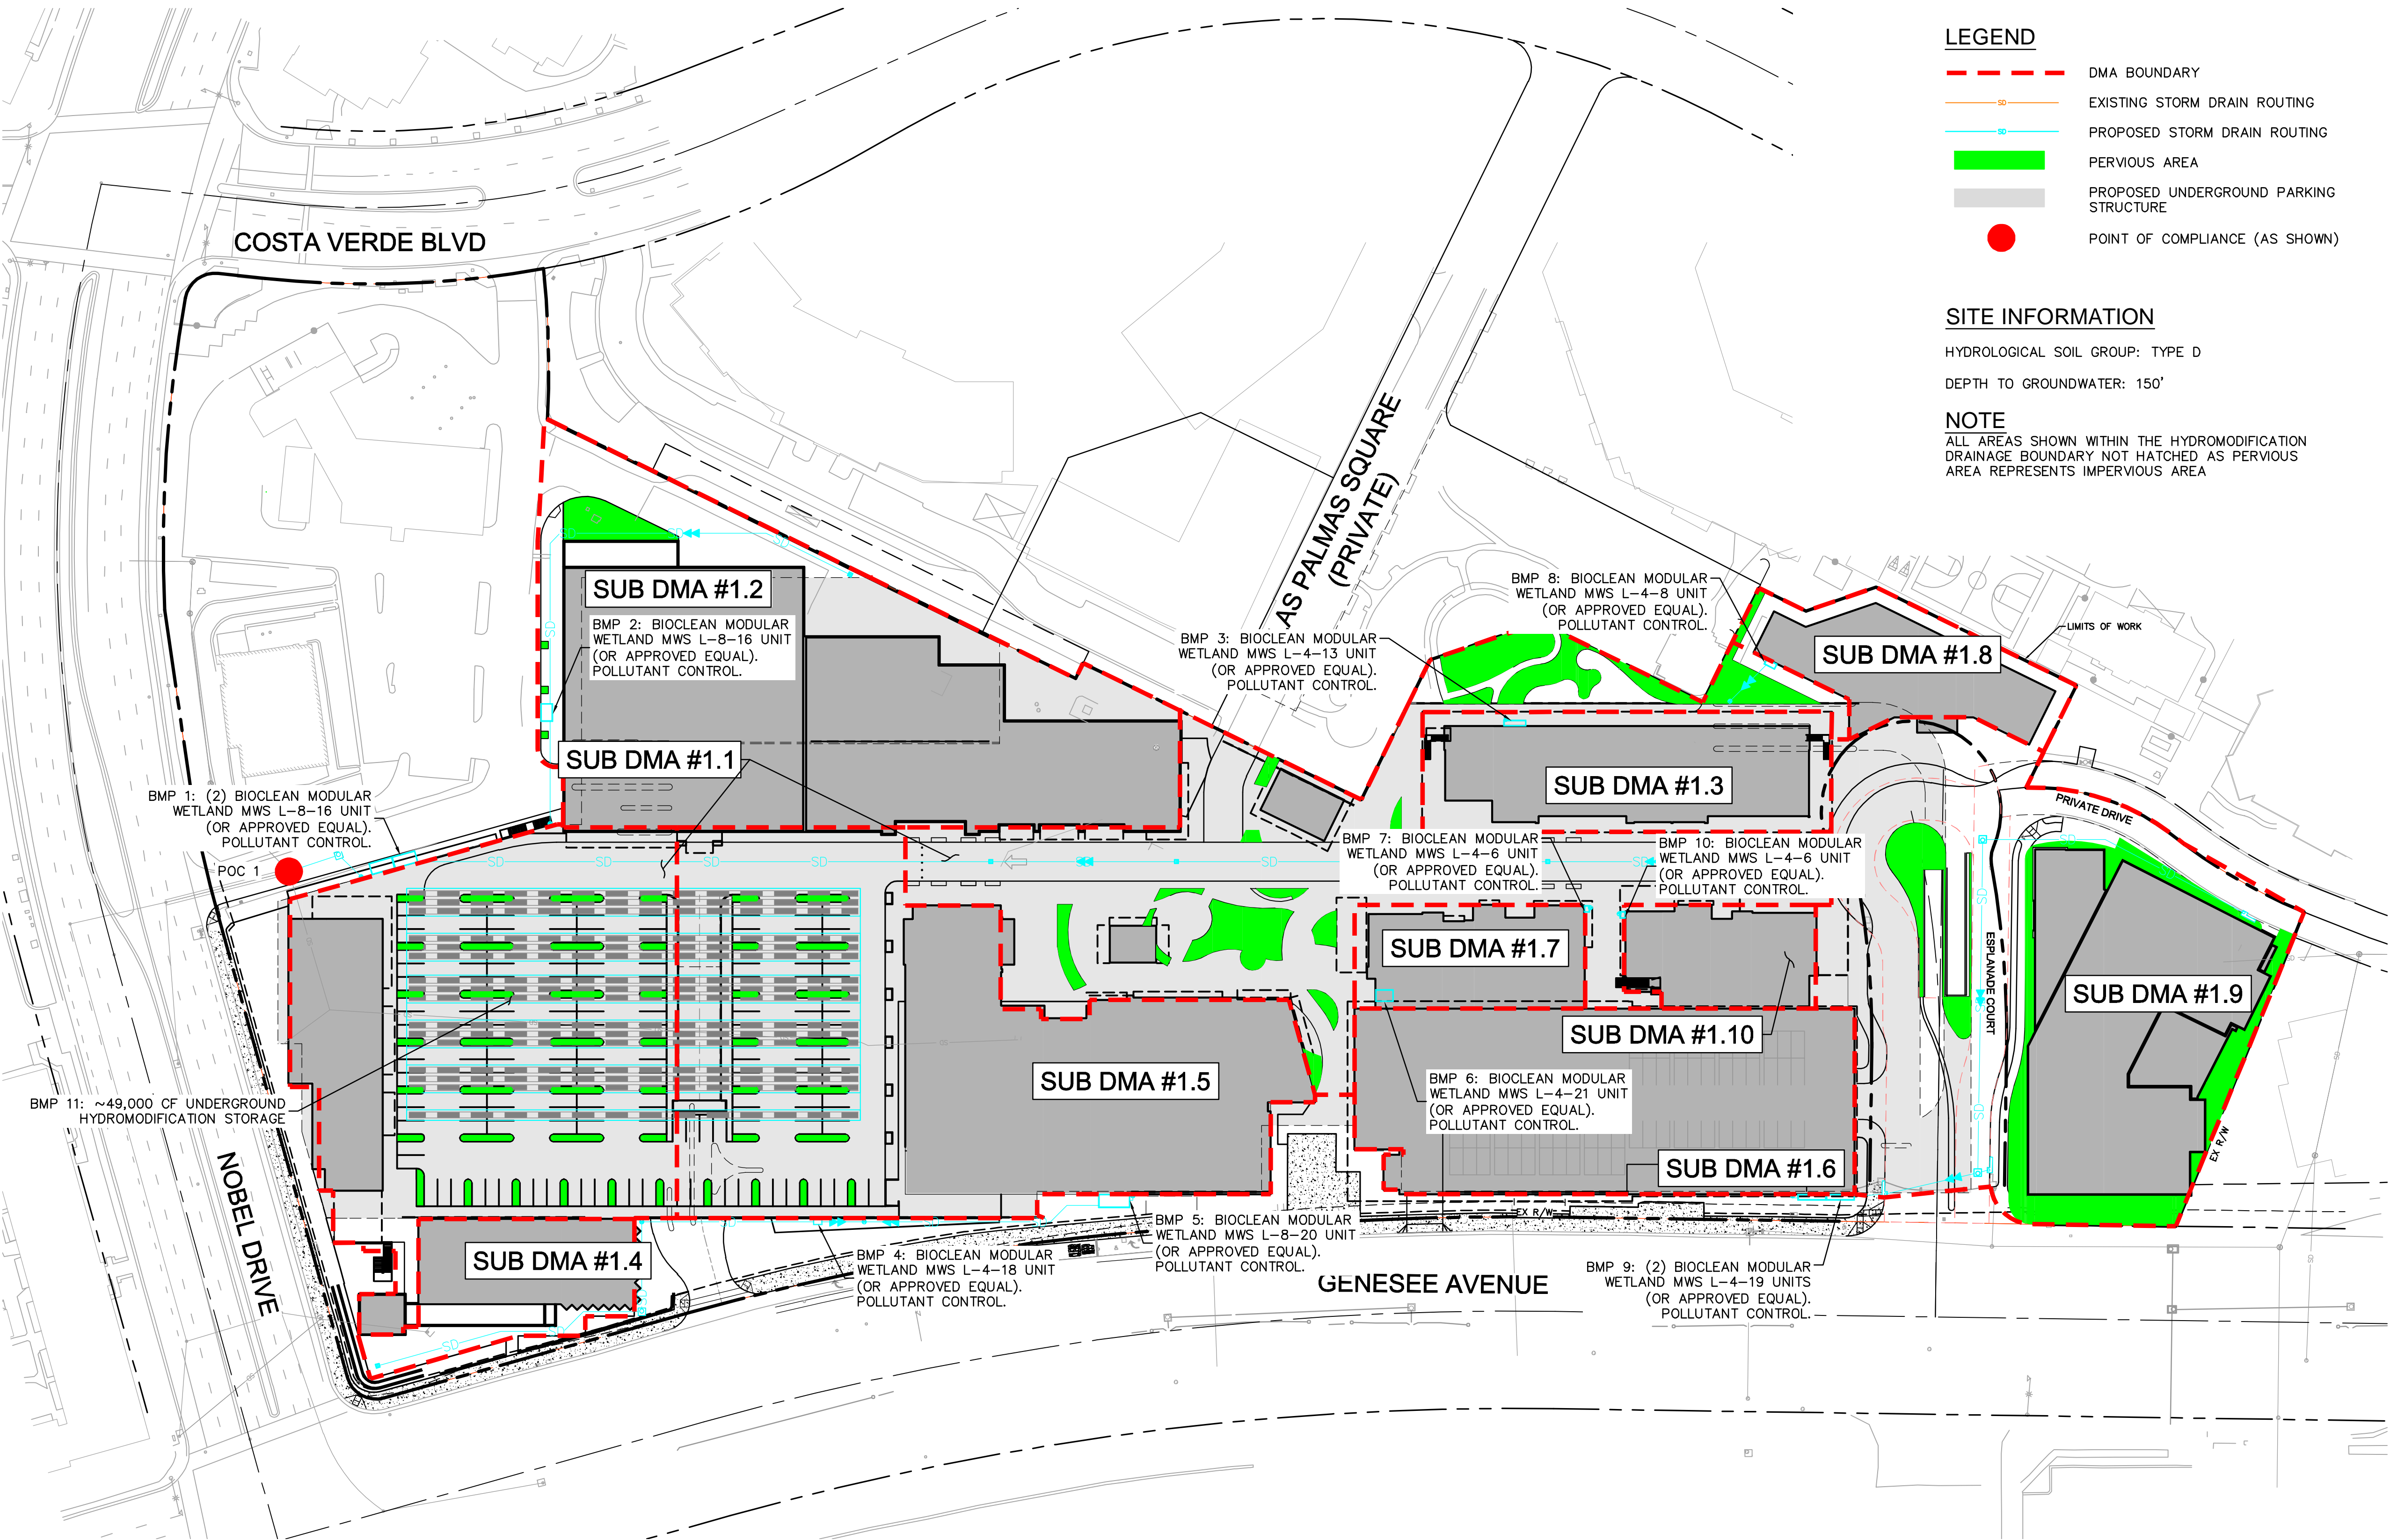 LEGEND
DMA BOUNDARY
SD
EXISTING STORM DRAIN ROUTING
SD
PROPOSED STORM DRAIN ROUTING
PERVIOUS AREA
PROPOSED UNDERGROUND PARKING
STRUCTURE
POINT OF COMPLIANCE (AS SHOWN)
SITE INFORMATION
HYDROLOGICAL SOIL GROUP: TYPE D
DEPTH TO GROUNDWATER: 150'
NOTE
ALL AREAS SHOWN WITHIN THE HYDROMODIFICATION
DRAINAGE BOUNDARY NOT HATCHED AS PERVIOUS
AREA REPRESENTS IMPERVIOUS AREA
COSTA VERDE BLVD
AS PALMAS SQUARE
(PRIVATE)
SUB DMA #1.2
BMP 2: BIOCLEAN MODULAR
WETLAND MWS L-8-16 UNIT
(OR APPROVED EQUAL).
POLLUTANT CONTROL.
BMP 8: BIOCLEAN MODULAR
WETLAND MWS L-4-8 UNIT
(OR APPROVED EQUAL).
POLLUTANT CONTROL.
BMP 3: BIOCLEAN MODULAR
WETLAND MWS L-4-13 UNIT
(OR APPROVED EQUAL).
POLLUTANT CONTROL.
LIMITS OF WORK
SUB DMA #1.8
SUB DMA #1.1
SUB DMA #1.3
BMP 1: (2) BIOCLEAN MODULAR
WETLAND MWS L-8-16 UNIT
(OR APPROVED EQUAL).
POLLUTANT CONTROL.
POC 1
PRIVATE DRIVE
BMP 7: BIOCLEAN MODULAR
WETLAND MWS L-4-6 UNIT
(OR APPROVED EQUAL).
POLLUTANT CONTROL.
BMP 10: BIOCLEAN MODULAR
WETLAND MWS L-4-6 UNIT
(OR APPROVED EQUAL).
POLLUTANT CONTROL.
SD
SD
SD
SD
SD
SUB DMA #1.7
ESPLANADE COURT
SUB DMA #1.9
SUB DMA #1.10
SUB DMA #1.5
BMP 6: BIOCLEAN MODULAR
WETLAND MWS L-4-21 UNIT
(OR APPROVED EQUAL).
POLLUTANT CONTROL.
BMP 11: ~49,000 CF UNDERGROUND
HYDROMODIFICATION STORAGE
SUB DMA #1.6
EX R/W
EX R/W
NOBEL DRIVE
SUB DMA #1.4
BMP 4: BIOCLEAN MODULAR
WETLAND MWS L-4-18 UNIT
(OR APPROVED EQUAL).
POLLUTANT CONTROL.
BMP 5: BIOCLEAN MODULAR
WETLAND MWS L-8-20 UNIT
(OR APPROVED EQUAL).
POLLUTANT CONTROL.
GENESEE AVENUE
BMP 9: (2) BIOCLEAN MODULAR
WETLAND MWS L-4-19 UNITS
(OR APPROVED EQUAL).
POLLUTANT CONTROL.